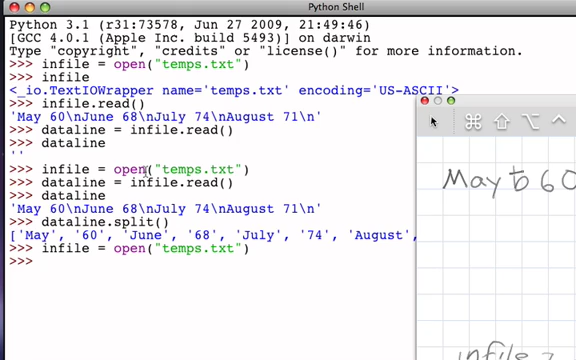 Python Shell
Python 3.1 (r31:73578, Jun 27 2009, 21:49:46)
[GCC 4.0.1 (Apple Inc. build 5493)] on darwin
Type "copyright", "credits" or "license()" for more information.
>>> infile = open("temps.txt")
>>> infile
<_io.TextIOWrapper name='temps.txt' encoding='US-ASCII'>
>>> infile.read()
'May 60\nJune 68\nJuly 74\nAugust 71\n'
>>> dataline = infile.read()
>>> dataline
''
>>> infile = open("temps.txt")
>>> dataline = infile.read()
>>> dataline
'May 60\nJune 68\nJuly 74\nAugust 71\n'
>>> dataline.split()
['May', '60', 'June', '68', 'July', '74', 'August',
>>> infile = open("temps.txt")
>>>
May 60
infile